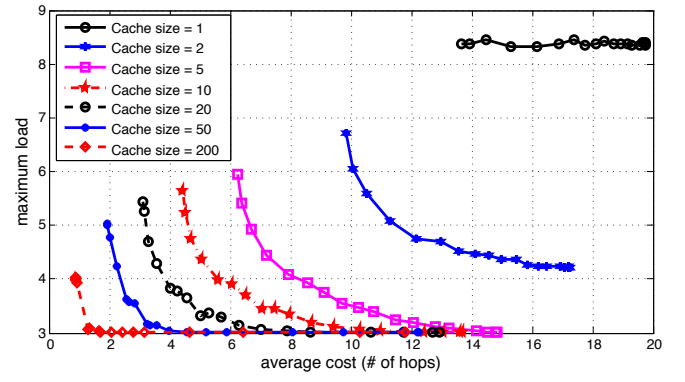 9
8
7
6
5
4
3
0 2 4 6 8 10 12 14 16 18 20
maximum load
average cost (# of hops)
Cache size = 1
Cache size = 2
Cache size = 5
Cache size = 10
Cache size = 20
Cache size = 50
Cache size = 200